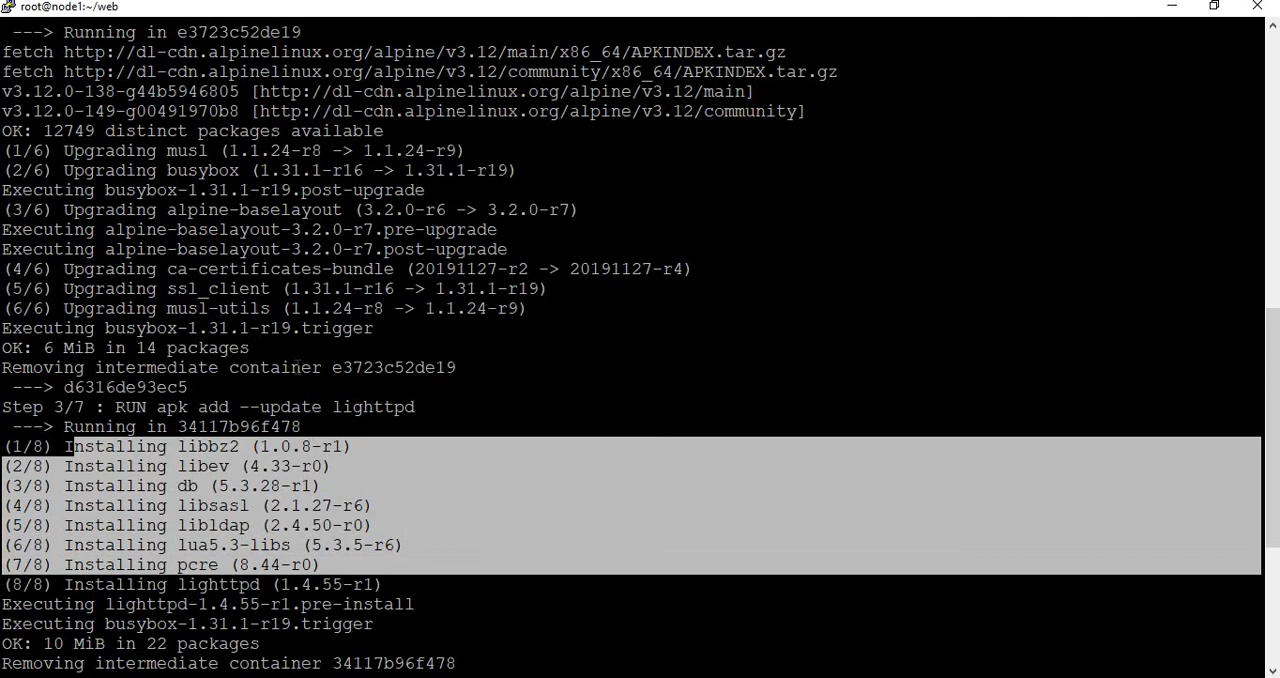 root@node1:~/web
---> Running in e3723c52de19
fetch http://dl-cdn.alpinelinux.org/alpine/v3.12/main/x86_64/APKINDEX.tar.gz
fetch http://dl-cdn.alpinelinux.org/alpine/v3.12/community/x86_64/APKINDEX.tar.gz
v3.12.0-138-g44b5946805 [http://dl-cdn.alpinelinux.org/alpine/v3.12/main]
v3.12.0-149-g00491970b8 [http://dl-cdn.alpinelinux.org/alpine/v3.12/community]
OK: 12749 distinct packages available
(1/6) Upgrading musl (1.1.24-r8 -> 1.1.24-r9)
(2/6) Upgrading busybox (1.31.1-r16 -> 1.31.1-r19)
Executing busybox-1.31.1-r19.post-upgrade
(3/6) Upgrading alpine-baselayout (3.2.0-r6 -> 3.2.0-r7)
Executing alpine-baselayout-3.2.0-r7.pre-upgrade
Executing alpine-baselayout-3.2.0-r7.post-upgrade
(4/6) Upgrading ca-certificates-bundle (20191127-r2 -> 20191127-r4)
(5/6) Upgrading ssl_client (1.31.1-r16 -> 1.31.1-r19)
(6/6) Upgrading musl-utils (1.1.24-r8 -> 1.1.24-r9)
Executing busybox-1.31.1-r19.trigger
OK: 6 MiB in 14 packages
Removing intermediate container e3723c52de19
---> d6316de93ec5
Step 3/7 : RUN apk add --update lighttpd
---> Running in 34117b96f478
(1/8) Installing libbz2 (1.0.8-r1)
(2/8) Installing libev (4.33-r0)
(3/8) Installing db (5.3.28-r1)
(4/8) Installing libsasl (2.1.27-r6)
(5/8) Installing libldap (2.4.50-r0)
(6/8) Installing lua5.3-libs (5.3.5-r6)
(7/8) Installing pcre (8.44-r0)
(8/8) Installing lighttpd (1.4.55-r1)
Executing lighttpd-1.4.55-r1.pre-install
Executing busybox-1.31.1-r19.trigger
OK: 10 MiB in 22 packages
Removing intermediate container 34117b96f478